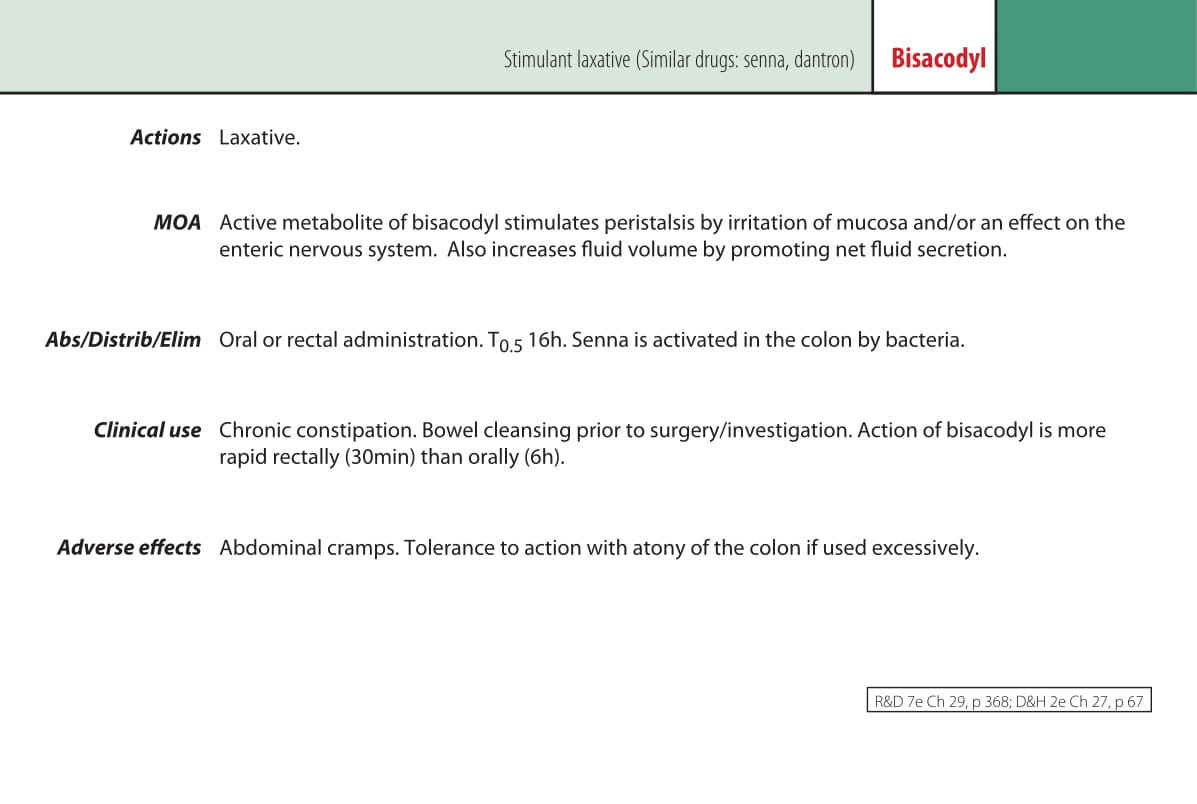 Stimulant laxative (Similar drugs: senna, dantron) Bisacodyl
Actions Laxative.
MOA Active metabolite of bisacodyl stimulates peristalsis by irritation of mucosa and/or an effect on the
enteric nervous system. Also increases fluid volume by promoting net fluid secretion.
Abs/Distrib/Elim Oral or rectal administration. T0.5 16h. Senna is activated in the colon by bacteria.
Clinical use Chronic constipation. Bowel cleansing prior to surgery/investigation. Action of bisacodyl is more
rapid rectally (30min) than orally (6h).
Adverse effects Abdominal cramps. Tolerance to action with atony of the colon if used excessively.
R&D 7e Ch 29, p 368; D&H 2e Ch 27, p 67